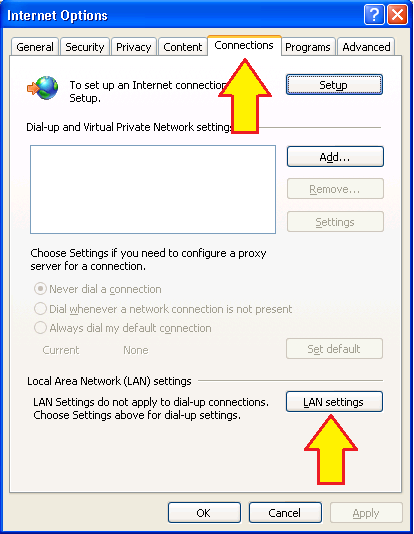 Internet Options
?
General Security Privacy Content Connections Programs Advanced
To set up an Internet connection
Setup.
Setup
Dial-up and Virtual Private Network settings
Add...
Remove...
Settings
Choose Settings if you need to configure a proxy
server for a connection.
Never dial a connection
Dial whenever a network connection is not present
Always dial my default connection
Current None
Set default
Local Area Network (LAN) settings
LAN Settings do not apply to dial-up connections.
Choose Settings above for dial-up settings.
LAN settings
OK Cancel Apply